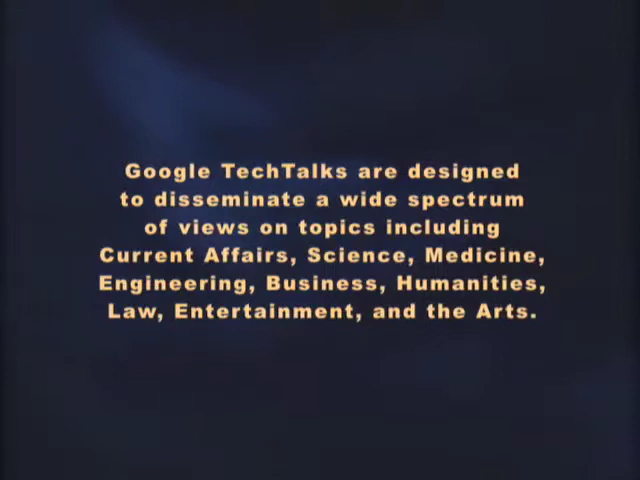 Google TechTalks are designed
to disseminate a wide spectrum
of views on topics including
Current Affairs, Science, Medicine,
Engineering, Business, Humanities,
Law, Entertainment, and the Arts.